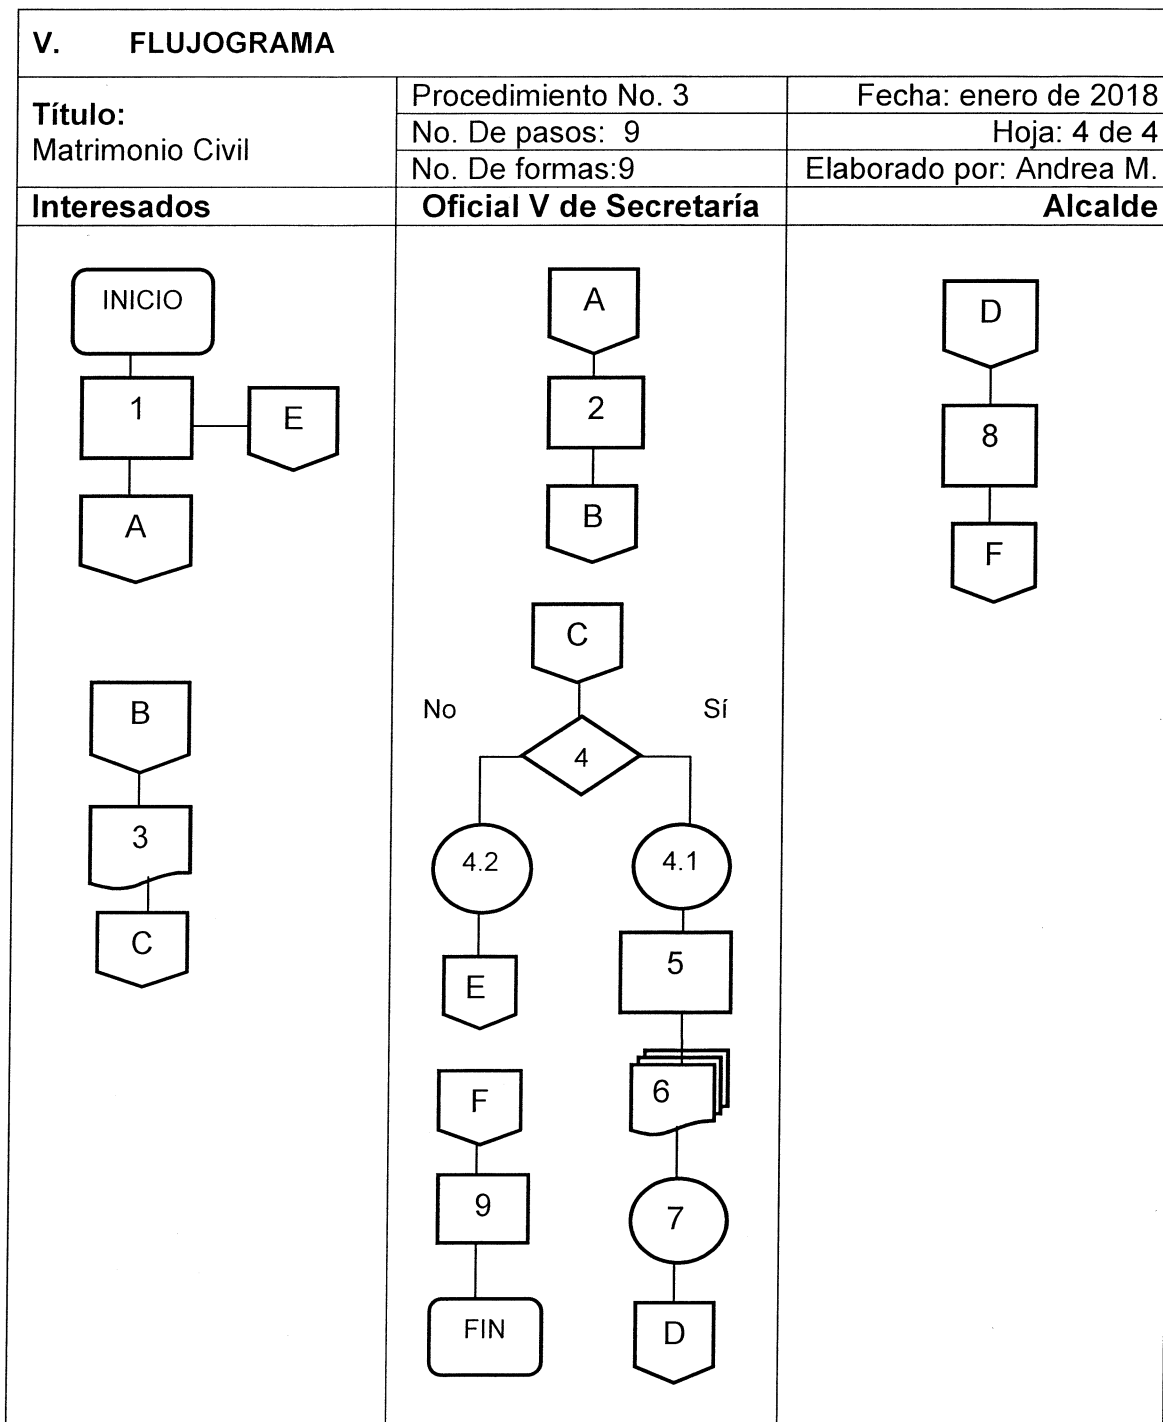 V. FLUJOGRAMA
Título:
Matrimonio Civil
Procedimiento No. 3
No. De pasos: 9
No. De formas:9
Fecha: enero de 2018
Hoja: 4 de 4
Elaborado por: Andrea M.
Interesados
Oficial V de Secretaría
Alcalde
INICIO
1
E
A
B
3
C
A
2
B
C
No
Sí
4
4.2
4.1
E
5
6
F
7
9
D
FIN
D
8
F